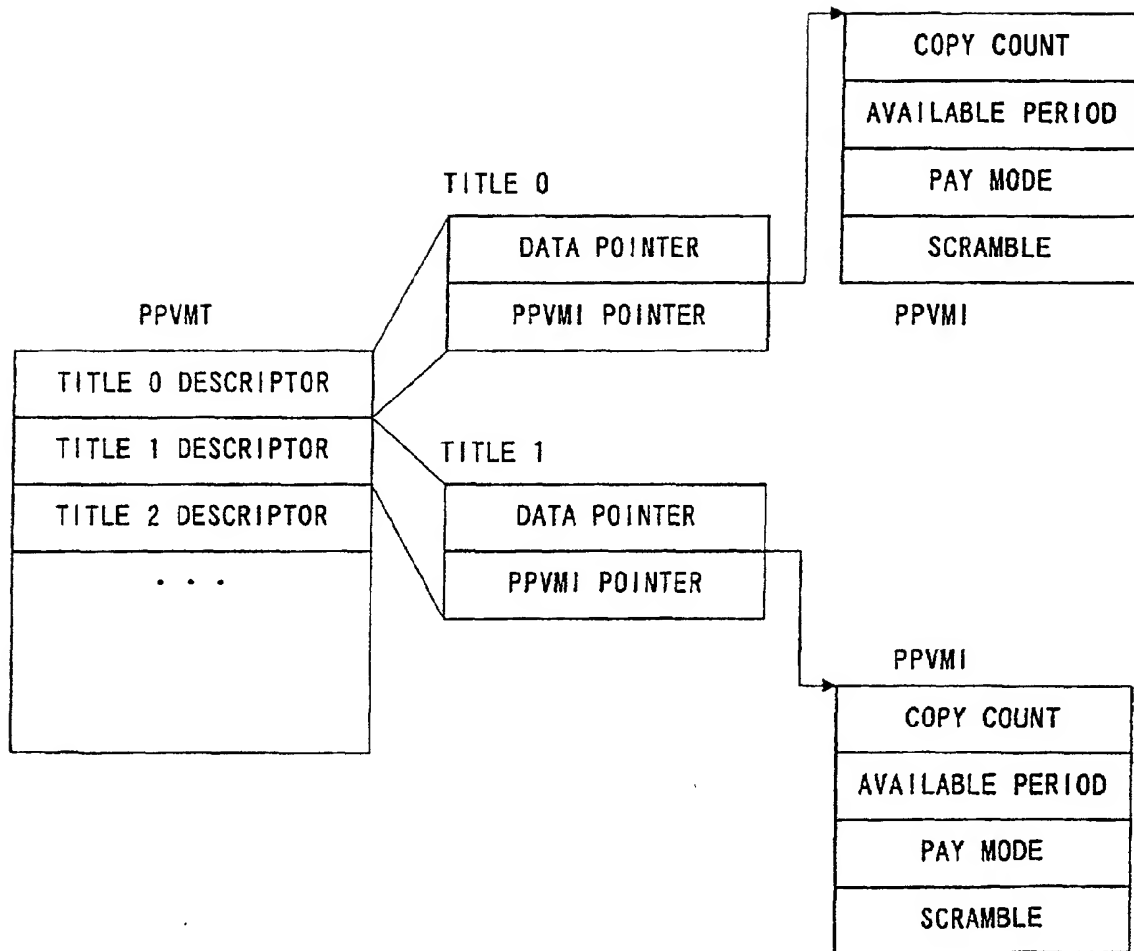 COPY COUNT
AVAILABLE PERIOD
PAY MODE
SCRAMBLE
PPVMI
TITLE 0
DATA POINTER
PPVMI POINTER
PPVMT
TITLE 0 DESCRIPTOR
TITLE 1 DESCRIPTOR
TITLE 2 DESCRIPTOR
. . .
TITLE 1
DATA POINTER
PPVMI POINTER
PPVMI
COPY COUNT
AVAILABLE PERIOD
PAY MODE
SCRAMBLE